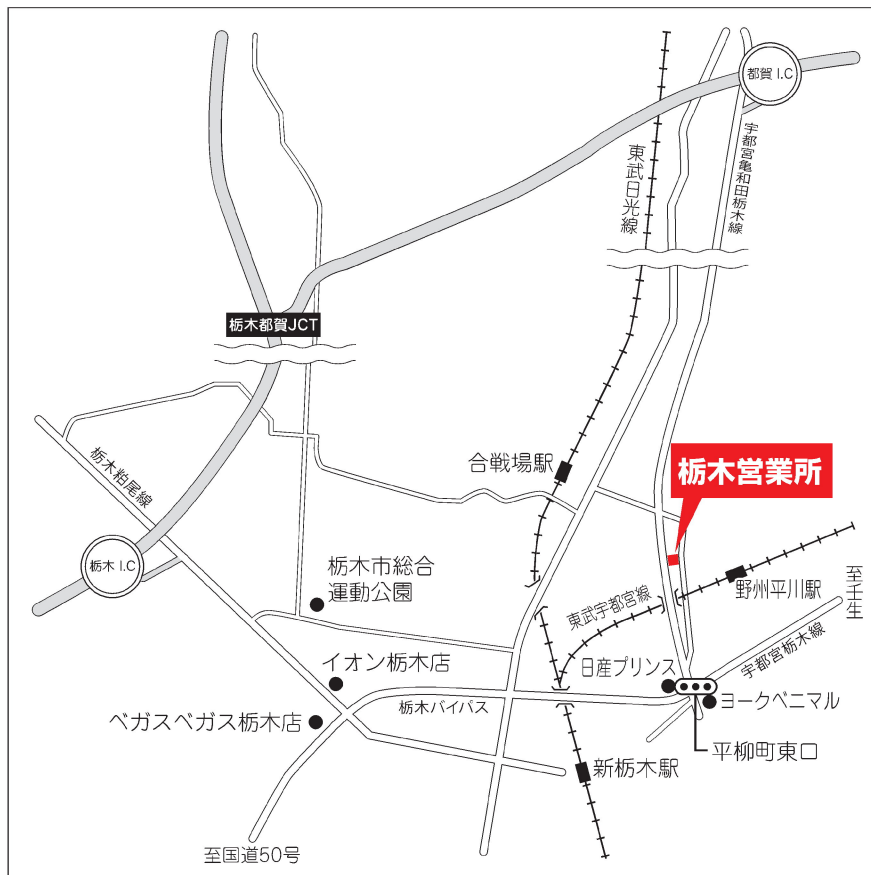 都賀 I.C
宇都宮亀和田栃木線
東武日光線
栃木都賀JCT
栃木粕尾線
合戦場駅
栃木営業所
栃木 I.C
栃木市総合
運動公園
野州平川駅
至壬生
東武宇都宮線
宇都宮栃木線
イオン栃木店
日産プリンス
栃木バイパス
ヨークベニマル
ベガスベガス栃木店
平柳町東口
新栃木駅
至国道50号